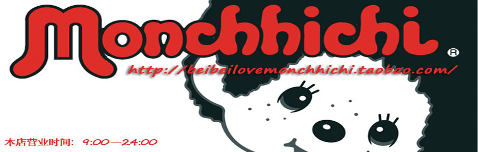 Monchhichi®
http://beibeilovemonchhichi.taobao.com/
本店营业时间：9:00—24:00